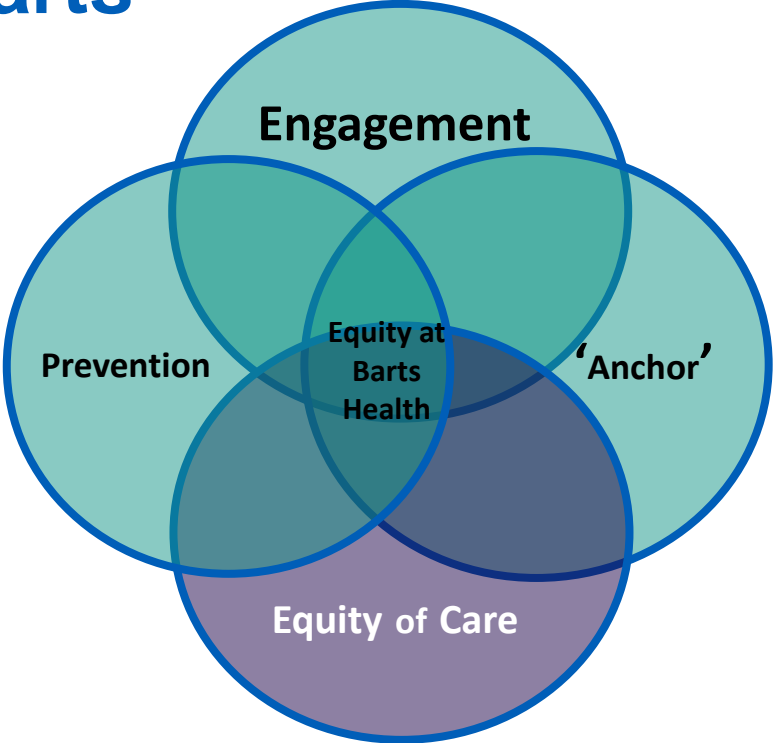 arts
Engagement
Prevention
Equity at
Barts
Health
‘Anchor’
Equity of Care